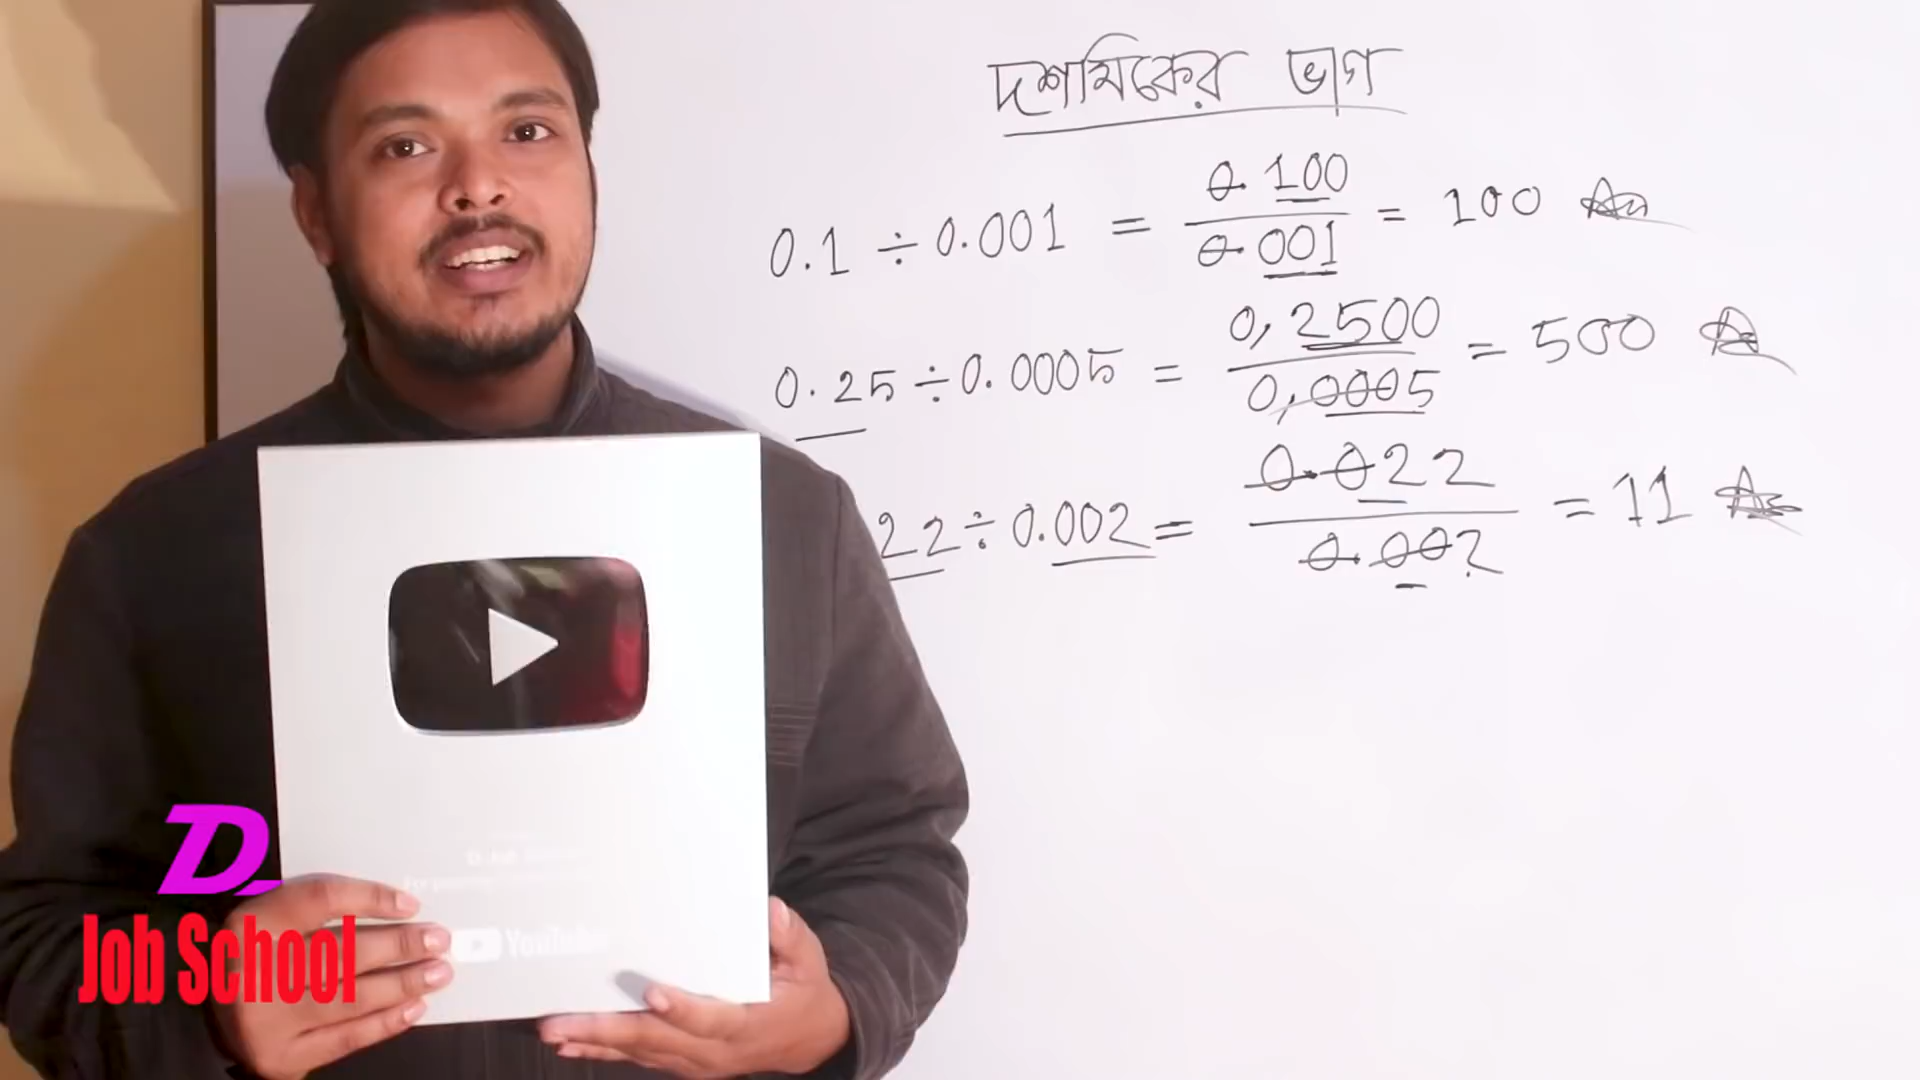 দশমিকের ভাগ
0.1 ÷ 0.001 = 0.100 / 0.001 = 100
0.25 ÷ 0.0005 = 0,2500 / 0,0005 = 500
22 ÷ 0.002 = 0.022 / 0.002 = 11
D
Job School
YouTube